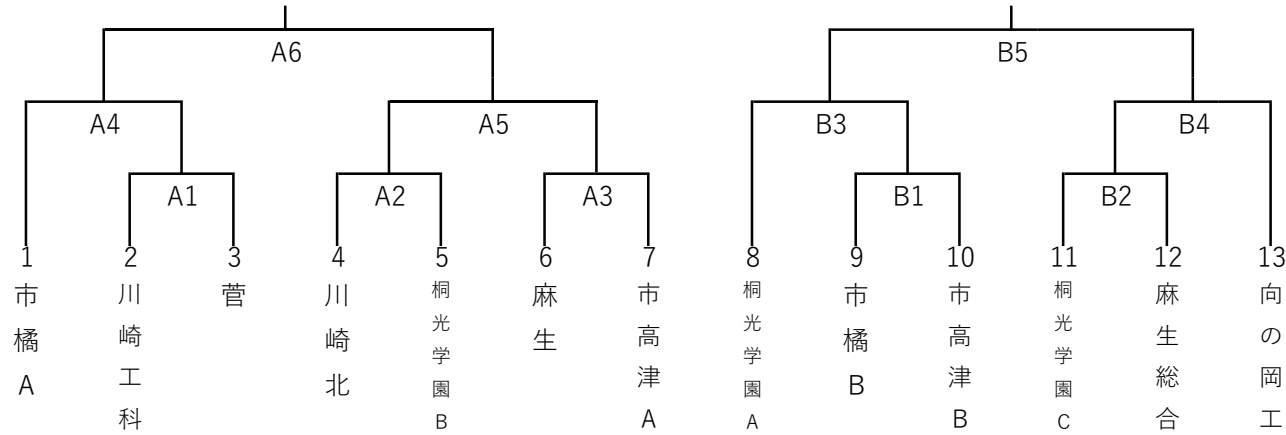 A6
B5
A4
A5
B3
B4
A1
A2
A3
B1
B2
1
2
3
4
5
6
7
8
9
10
11
12
13
市橘A
川崎工科
菅
川崎北
桐光学園B
麻生
市高津A
桐光学園A
市橘B
市高津B
桐光学園C
麻生総合
向の岡工